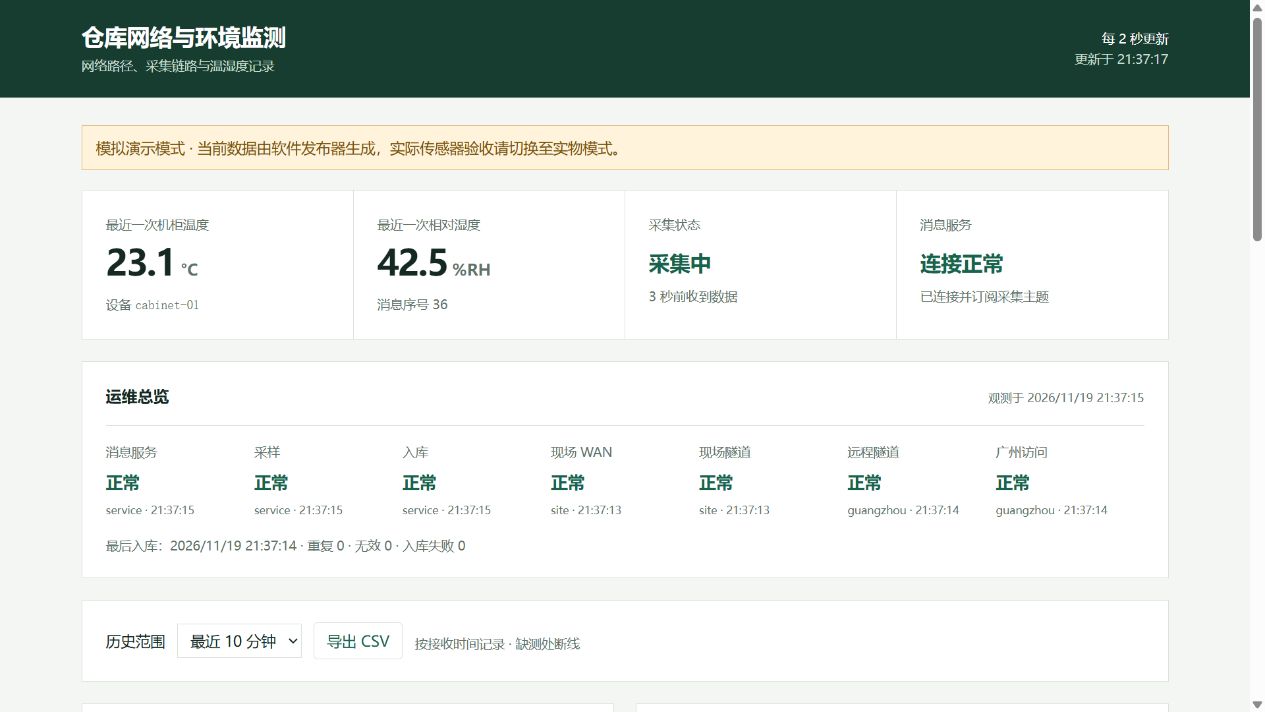 仓库网络与环境监测
网络路径、采集链路与温湿度记录
每 2 秒更新
更新于 21:37:17
模拟演示模式 · 当前数据由软件发布器生成，实际传感器验收请切换至实物模式。
最近一次机柜温度
23.1 °C
设备 cabinet-01
最近一次相对湿度
42.5 %RH
消息序号 36
采集状态
采集中
3 秒前收到数据
消息服务
连接正常
已连接并订阅采集主题
运维总览
观测于 2026/11/19 21:37:15
消息服务
正常
service · 21:37:15
采样
正常
service · 21:37:15
入库
正常
service · 21:37:15
现场 WAN
正常
site · 21:37:13
现场隧道
正常
site · 21:37:13
远程隧道
正常
guangzhou · 21:37:14
广州访问
正常
guangzhou · 21:37:14
最后入库：2026/11/19 21:37:14 · 重复 0 · 无效 0 · 入库失败 0
历史范围 最近 10 分钟 导出 CSV 按接收时间记录 · 缺测处断线